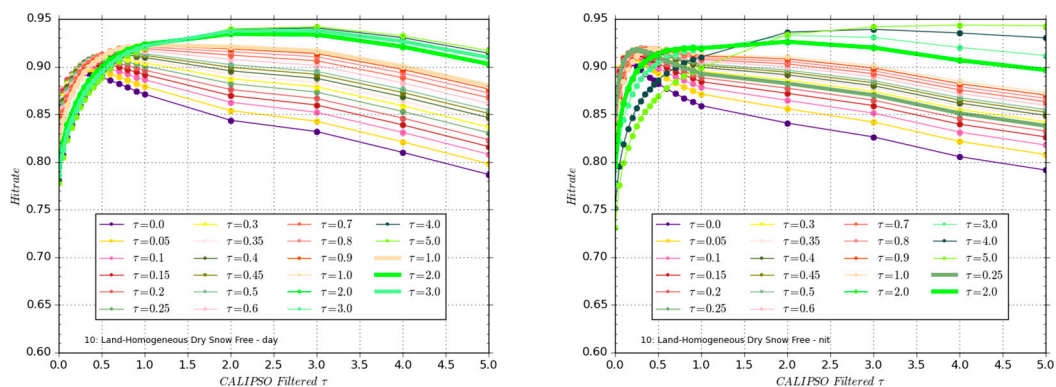 0.95
0.90
0.85
0.80
0.75
0.70
0.65
0.60
Hitrate
τ=0.0 τ=0.3 τ=0.7 τ=4.0
τ=0.05 τ=0.35 τ=0.8 τ=5.0
τ=0.1 τ=0.4 τ=0.9 τ=1.0
τ=0.15 τ=0.45 τ=1.0 τ=2.0
τ=0.2 τ=0.5 τ=2.0 τ=3.0
τ=0.25 τ=0.6 τ=3.0
10: Land-Homogeneous Dry Snow Free - day
0.0 0.5 1.0 1.5 2.0 2.5 3.0 3.5 4.0 4.5 5.0
CALIPSO Filtered τ
0.95
0.90
0.85
0.80
0.75
0.70
0.65
0.60
Hitrate
τ=0.0 τ=0.3 τ=0.7 τ=3.0
τ=0.05 τ=0.35 τ=0.8 τ=4.0
τ=0.1 τ=0.4 τ=0.9 τ=5.0
τ=0.15 τ=0.45 τ=1.0 τ=0.25
τ=0.2 τ=0.5 τ=2.0 τ=2.0
τ=0.25 τ=0.6
10: Land-Homogeneous Dry Snow Free - nit
0.0 0.5 1.0 1.5 2.0 2.5 3.0 3.5 4.0 4.5 5.0
CALIPSO Filtered τ